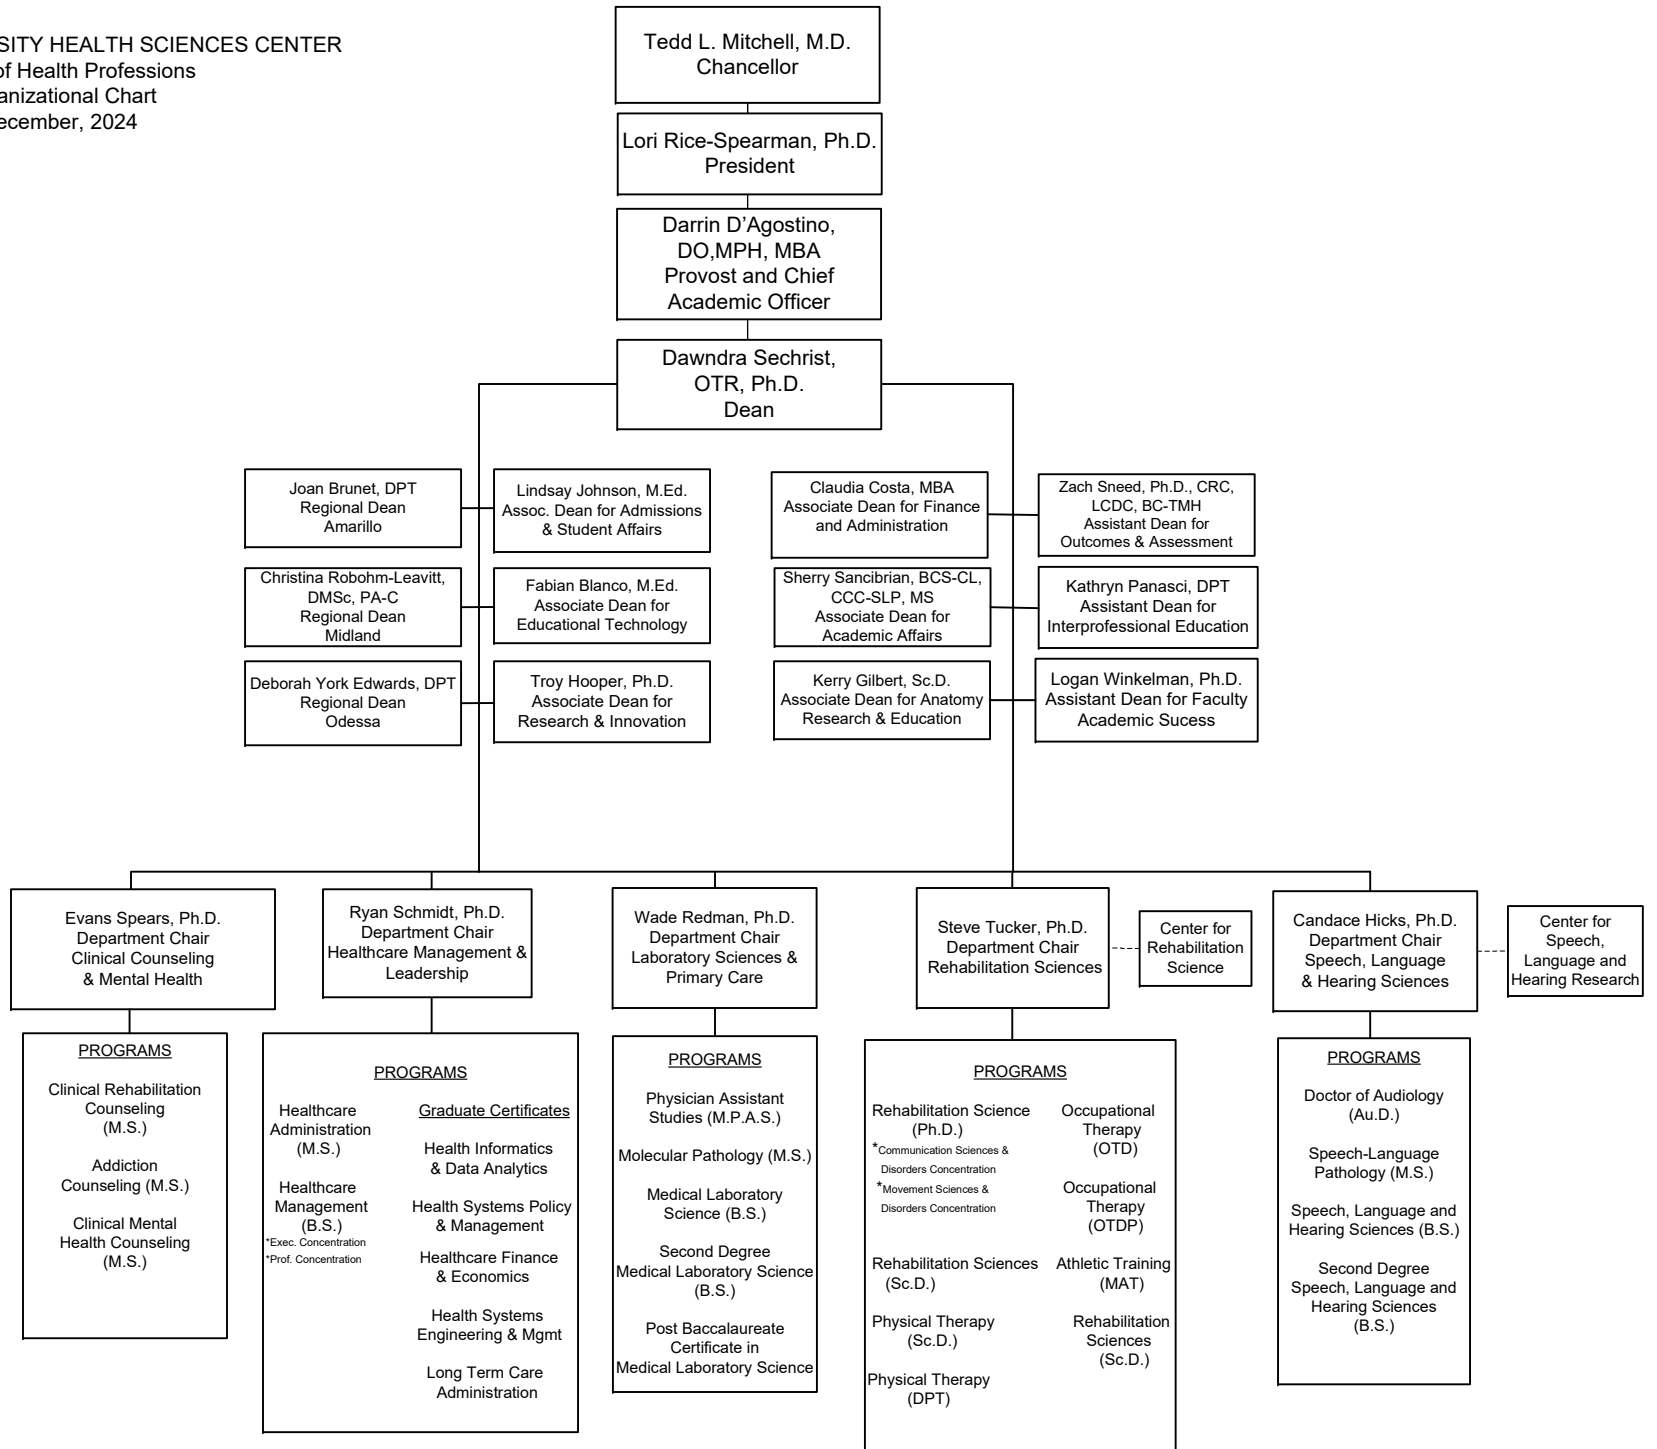 SITY HEALTH SCIENCES CENTER
of Health Professions
anizational Chart
ecember, 2024
Tedd L. Mitchell, M.D.
Chancellor
Lori Rice-Spearman, Ph.D.
President
Darrin D’Agostino,
DO,MPH, MBA
Provost and Chief
Academic Officer
Dawndra Sechrist,
OTR, Ph.D.
Dean
Joan Brunet, DPT
Regional Dean
Amarillo
Lindsay Johnson, M.Ed.
Assoc. Dean for Admissions
& Student Affairs
Claudia Costa, MBA
Associate Dean for Finance
and Administration
Zach Sneed, Ph.D., CRC,
LCDC, BC-TMH
Assistant Dean for
Outcomes & Assessment
Christina Robohm-Leavitt,
DMSc, PA-C
Regional Dean
Midland
Fabian Blanco, M.Ed.
Associate Dean for
Educational Technology
Sherry Sancibrian, BCS-CL,
CCC-SLP, MS
Associate Dean for
Academic Affairs
Kathryn Panasci, DPT
Assistant Dean for
Interprofessional Education
Deborah York Edwards, DPT
Regional Dean
Odessa
Troy Hooper, Ph.D.
Associate Dean for
Research & Innovation
Kerry Gilbert, Sc.D.
Associate Dean for Anatomy
Research & Education
Logan Winkelman, Ph.D.
Assistant Dean for Faculty
Academic Sucess
Evans Spears, Ph.D.
Department Chair
Clinical Counseling
& Mental Health
Ryan Schmidt, Ph.D.
Department Chair
Healthcare Management &
Leadership
Wade Redman, Ph.D.
Department Chair
Laboratory Sciences &
Primary Care
Steve Tucker, Ph.D.
Department Chair
Rehabilitation Sciences
Center for
Rehabilitation
Science
Candace Hicks, Ph.D.
Department Chair
Speech, Language
& Hearing Sciences
Center for
Speech,
Language and
Hearing Research
PROGRAMS
Clinical Rehabilitation
Counseling
(M.S.)
Addiction
Counseling (M.S.)
Clinical Mental
Health Counseling
(M.S.)
PROGRAMS
Healthcare
Administration
(M.S.)
Healthcare
Management
(B.S.)
*Exec. Concentration
*Prof. Concentration
Graduate Certificates
Health Informatics
& Data Analytics
Health Systems Policy
& Management
Healthcare Finance
& Economics
Health Systems
Engineering & Mgmt
Long Term Care
Administration
PROGRAMS
Physician Assistant
Studies (M.P.A.S.)
Molecular Pathology (M.S.)
Medical Laboratory
Science (B.S.)
Second Degree
Medical Laboratory Science
(B.S.)
Post Baccalaureate
Certificate in
Medical Laboratory Science
PROGRAMS
Rehabilitation Science
(Ph.D.)
*Communication Sciences &
Disorders Concentration
*Movement Sciences &
Disorders Concentration
Rehabilitation Sciences
(Sc.D.)
Physical Therapy
(Sc.D.)
Physical Therapy
(DPT)
Occupational
Therapy
(OTD)
Occupational
Therapy
(OTDP)
Athletic Training
(MAT)
Rehabilitation
Sciences
(Sc.D.)
PROGRAMS
Doctor of Audiology
(Au.D.)
Speech-Language
Pathology (M.S.)
Speech, Language and
Hearing Sciences (B.S.)
Second Degree
Speech, Language and
Hearing Sciences
(B.S.)